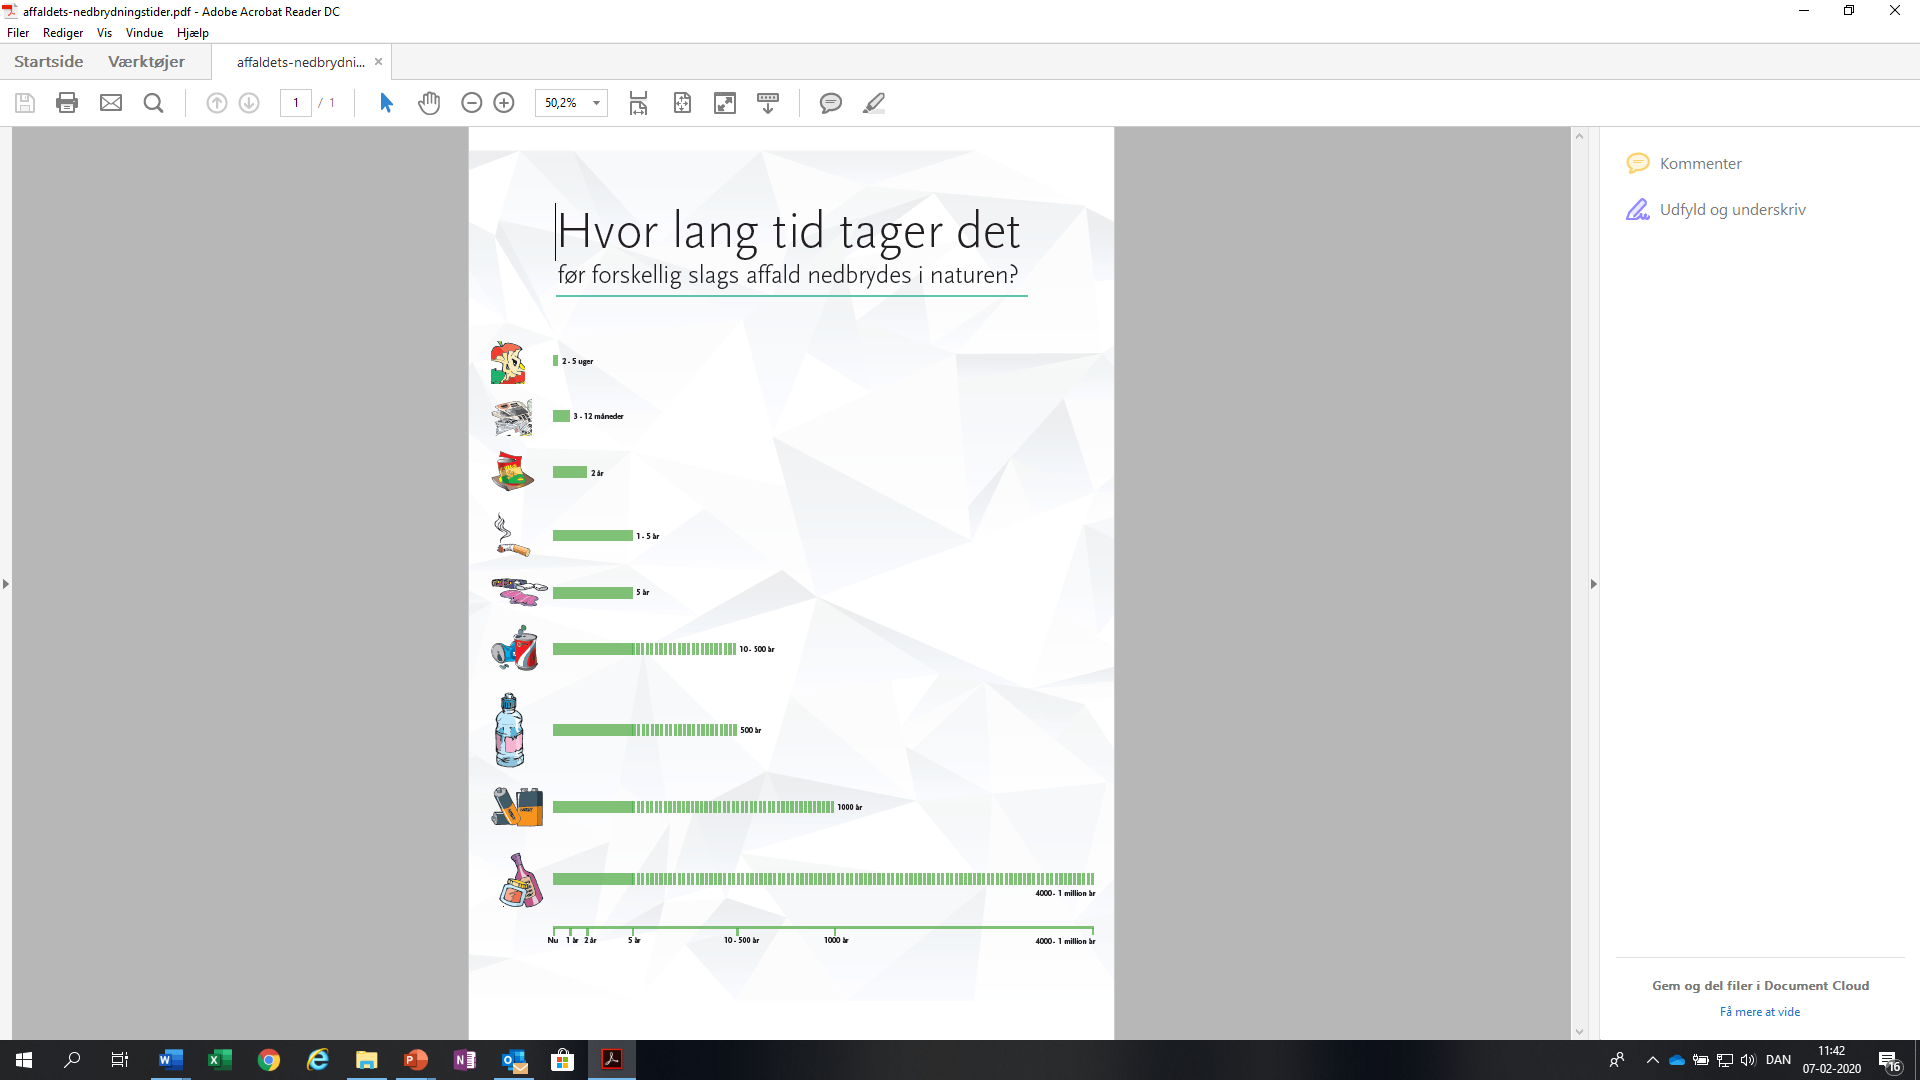 affaldets-nedbrydningstider.pdf - Adobe Acrobat Reader DC
Filer Rediger Vis Vindue Hjælp
Startside Værktøjer affaldets-nedbrydni... ×
1 / 1 50,2%
Kommenter
Udfyld og underskriv
Hvor lang tid tager det
før forskellig slags affald nedbrydes i naturen?
2 - 5 uger
3 - 12 måneder
2 år
1 - 5 år
5 år
10 - 500 år
500 år
1000 år
4000 - 1 million år
Nu 1 år 2 år 5 år 10 - 500 år 1000 år 4000 - 1 million år
Gem og del filer i Document Cloud
Få mere at vide
DAN
11:42
07-02-2020
16